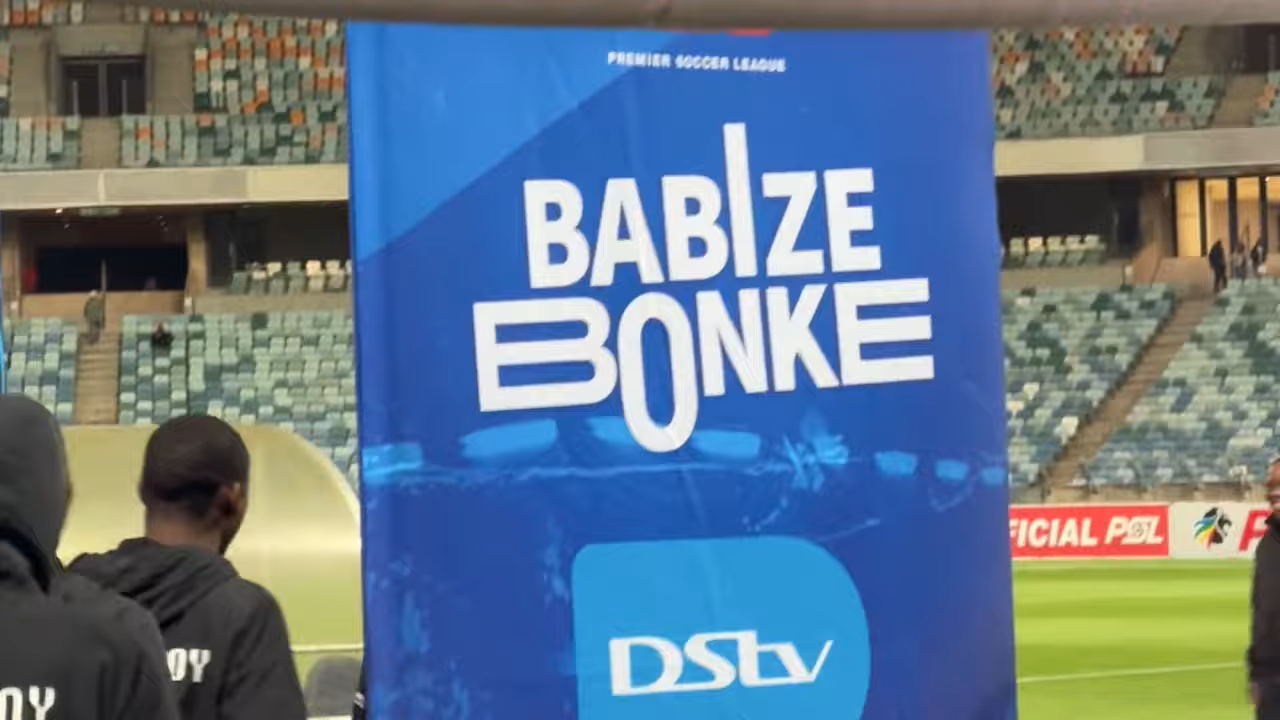 PREMIER SOCCER LEAGUE
BABIZE
BONKE
DStv
FICIAL PSL
OY
OY